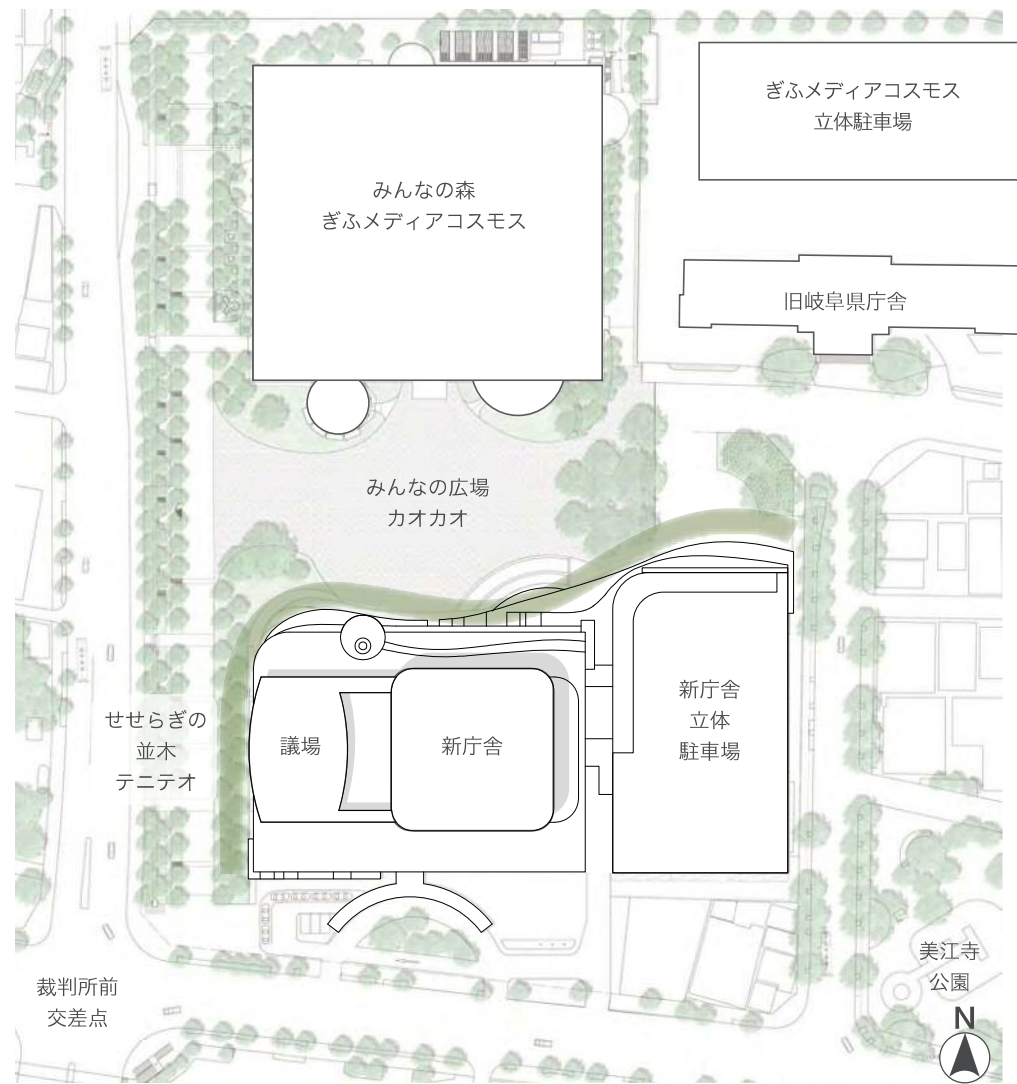 ぎふメディアコスモス
立体駐車場
みんなの森
ぎふメディアコスモス
旧岐阜県庁舎
みんなの広場
カオカオ
せせらぎの
並木
テニテオ
議場
新庁舎
新庁舎
立体
駐車場
裁判所前
交差点
美江寺
公園
N